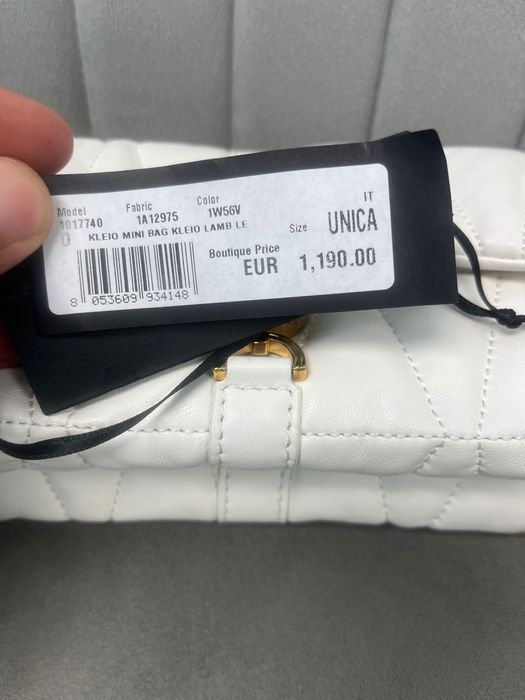 Model Fabric Color IT
1017740 1A12975 1W56V
0 KLEIO MINI BAG KLEIO LAMB LE Size UNICA
Boutique Price
EUR 1,190.00
8 053609 934148